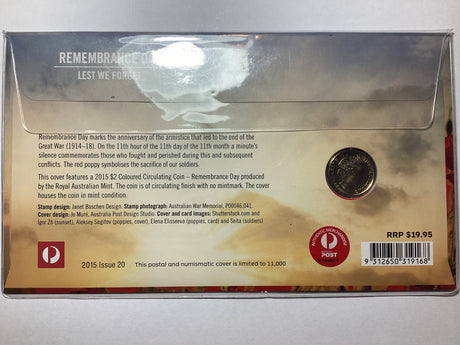 REMEMBRANCE DA
LEST WE FORGET
Remembrance Day marks the anniversary of the armistice that led to the end of the
Great War (1914–18). On the 11th hour of the 11th day of the 11th month a minute's
silence commemorates those who fought and perished during this and subsequent
conflicts. The red poppy symbolises the sacrifice of our soldiers.
This cover features a 2015 $2 Coloured Circulating Coin – Remembrance Day produced
by the Royal Australian Mint. The coin is of circulating finish with no mintmark. The cover
houses the coin in mint condition.
Stamp design: Janet Boschen Design. Stamp photograph: Australian War Memorial, P00046.041.
Cover design: Jo Muré, Australia Post Design Studio. Cover and card images: Shutterstock.com and
Igor Zh (sunset), Aleksey Sagitov (poppies, cover), Elena Elisseeva (poppies, card) and Seita (soldiers)
RRP $19.95
AUTHENTIC MERCHANDISE
POST
9 312650 319168
2015 Issue 20
This postal and numismatic cover is limited to 11,000